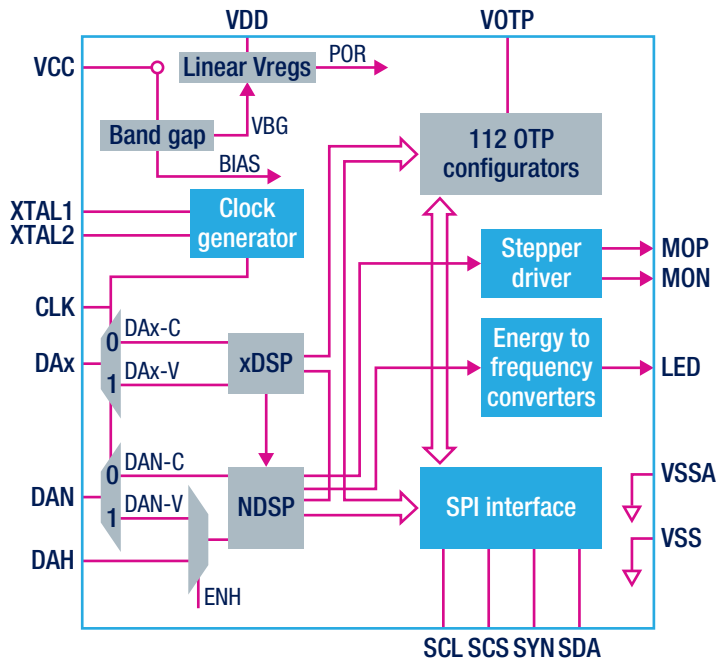 VDD
VOTP
VCC
Linear Vregs
POR
Band gap
VBG
112 OTP
configurators
BIAS
XTAL1
XTAL2
Clock
generator
Stepper
driver
MOP
MON
CLK
DAx
0
1
DAx-C
DAx-V
xDSP
Energy to
frequency
converters
LED
DAN
0
1
DAN-C
DAN-V
NDSP
SPI interface
VSSA
VSS
DAH
ENH
SCL SCS SYN SDA